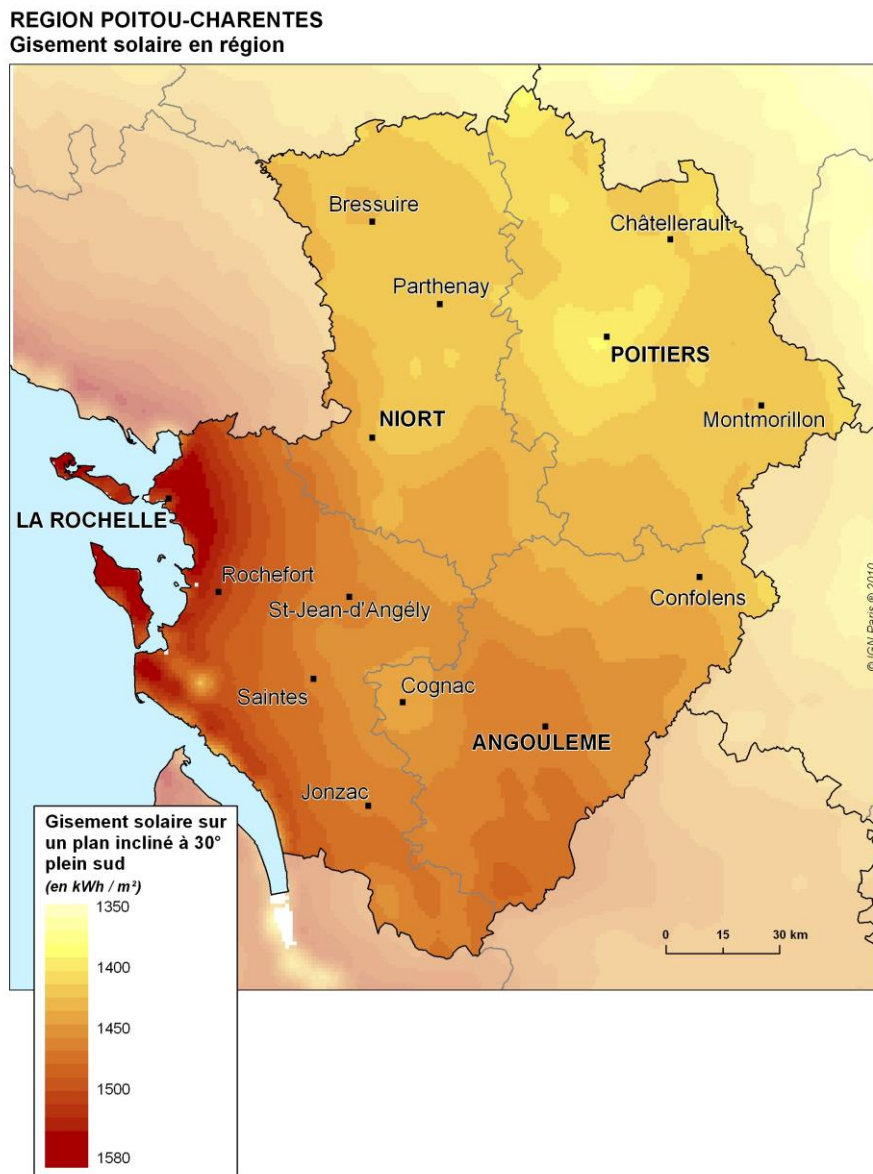 REGION POITOU-CHARENTES
Gisement solaire en région
Bressuire
Châtellerault
Parthenay
POITIERS
NIORT
Montmorillon
LA ROCHELLE
Rochefort
St-Jean-d'Angély
Confolens
© IGN Paris ® 2010
Saintes
Cognac
ANGOULEME
Jonzac
Gisement solaire sur
un plan incliné à 30°
plein sud
(en kWh / m²)
1350
1400
1450
1500
1580
0 15 30 km